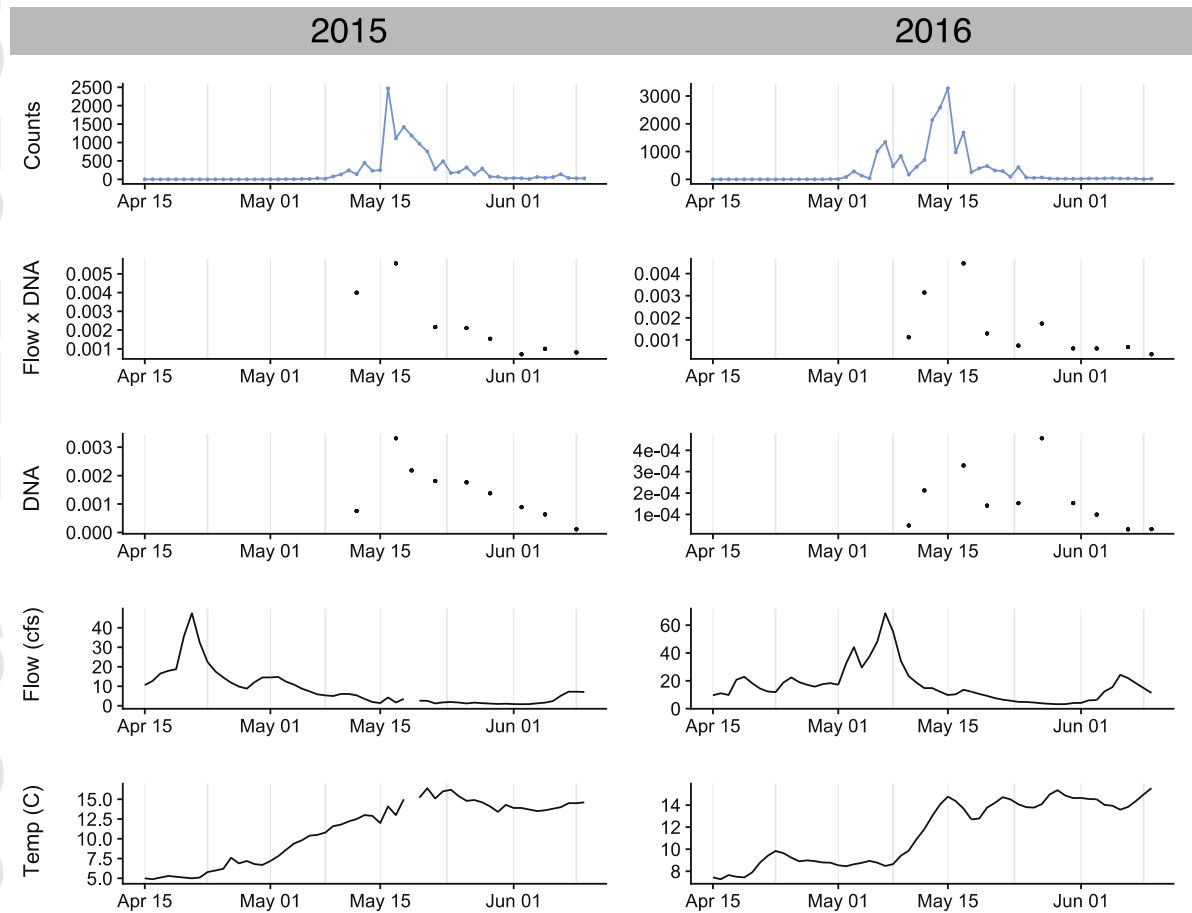 2015 2016
Counts
2500
2000
1500
1000
500
0
Apr 15 May 01 May 15 Jun 01
3000
2000
1000
0
Apr 15 May 01 May 15 Jun 01
Flow x DNA
0.005
0.004
0.003
0.002
0.001
Apr 15 May 01 May 15 Jun 01
0.004
0.003
0.002
0.001
Apr 15 May 01 May 15 Jun 01
DNA
0.003
0.002
0.001
0.000
Apr 15 May 01 May 15 Jun 01
4e-04
3e-04
2e-04
1e-04
Apr 15 May 01 May 15 Jun 01
Flow (cfs)
40
30
20
10
0
Apr 15 May 01 May 15 Jun 01
60
40
20
0
Apr 15 May 01 May 15 Jun 01
Temp (C)
15.0
12.5
10.0
7.5
5.0
Apr 15 May 01 May 15 Jun 01
14
12
10
8
Apr 15 May 01 May 15 Jun 01